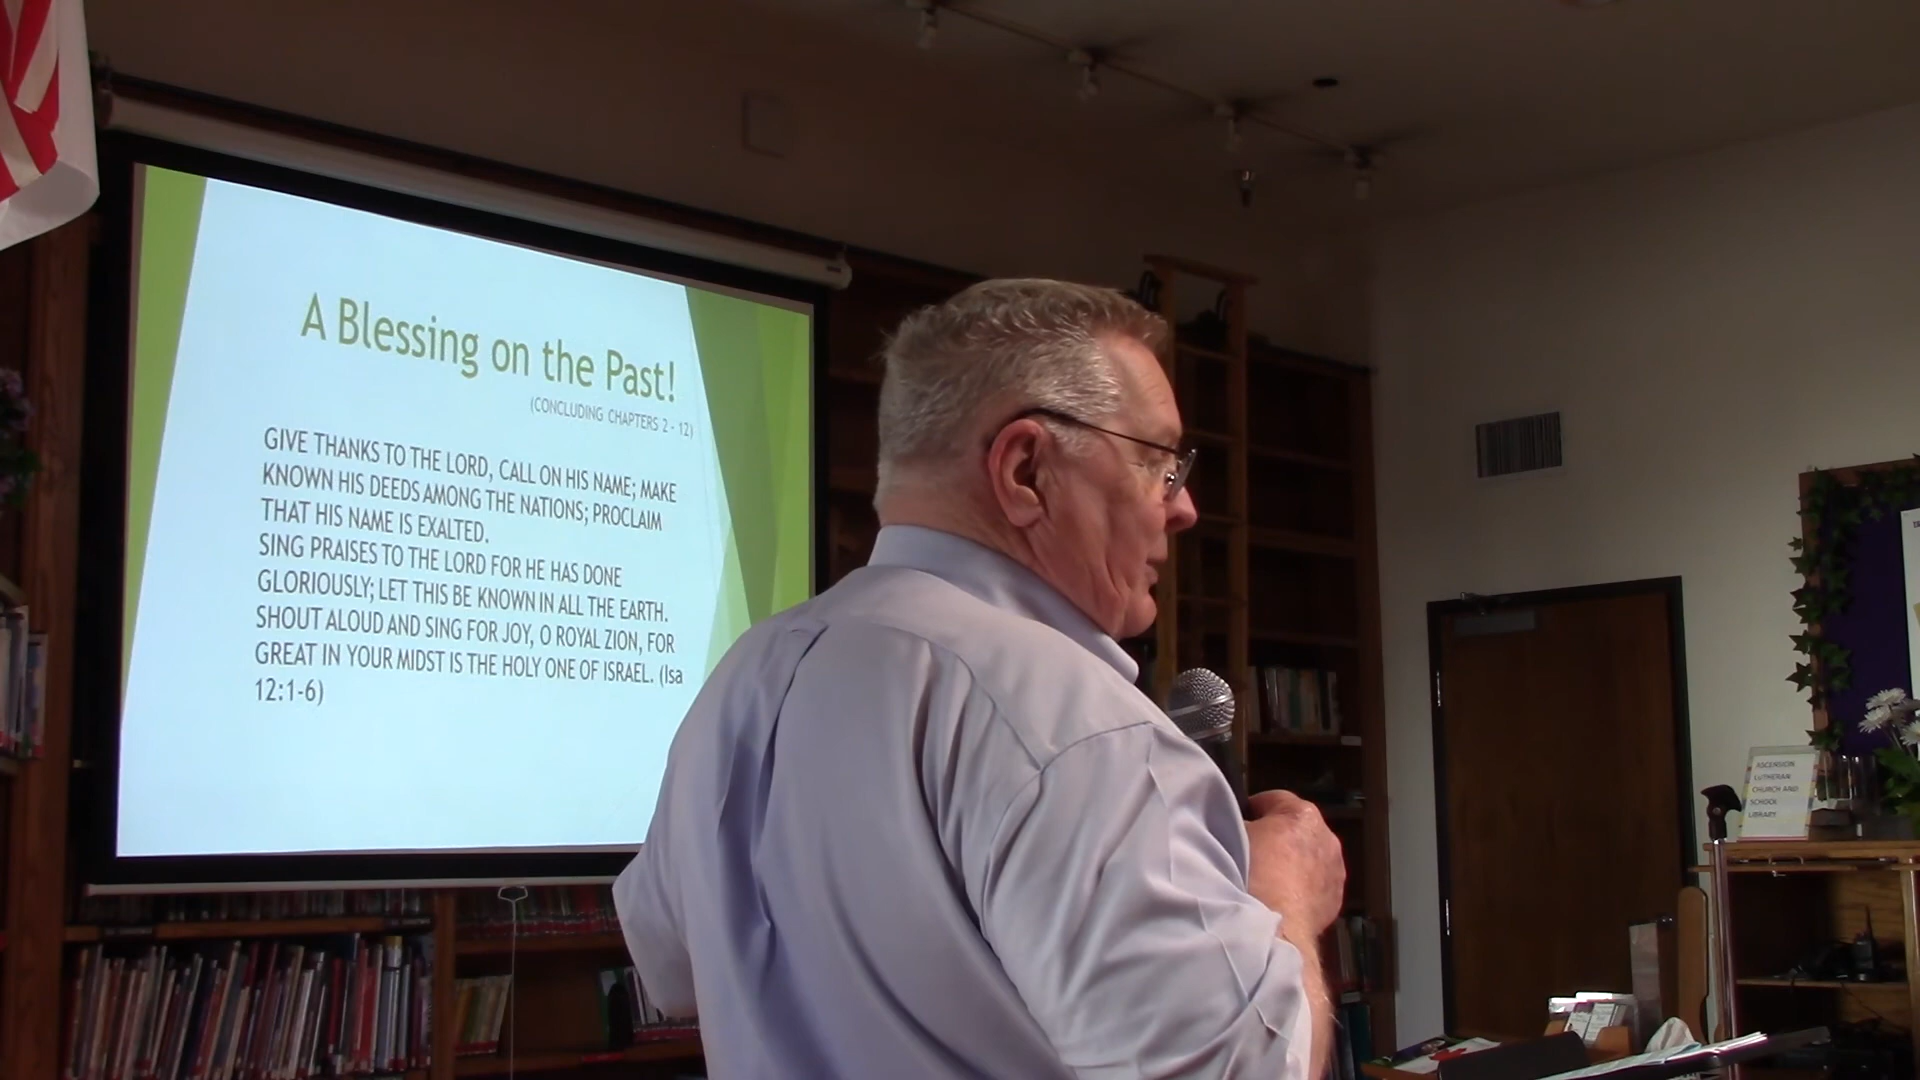 A Blessing on the Past!
(CONCLUDING CHAPTERS 2 - 12)
GIVE THANKS TO THE LORD, CALL ON HIS NAME; MAKE
KNOWN HIS DEEDS AMONG THE NATIONS; PROCLAIM
THAT HIS NAME IS EXALTED.
SING PRAISES TO THE LORD FOR HE HAS DONE
GLORIOUSLY; LET THIS BE KNOWN IN ALL THE EARTH.
SHOUT ALOUD AND SING FOR JOY, O ROYAL ZION, FOR
GREAT IN YOUR MIDST IS THE HOLY ONE OF ISRAEL. (Isa
12:1-6)
ASCENSION
LUTHERAN
CHURCH AND
SCHOOL
LIBRARY